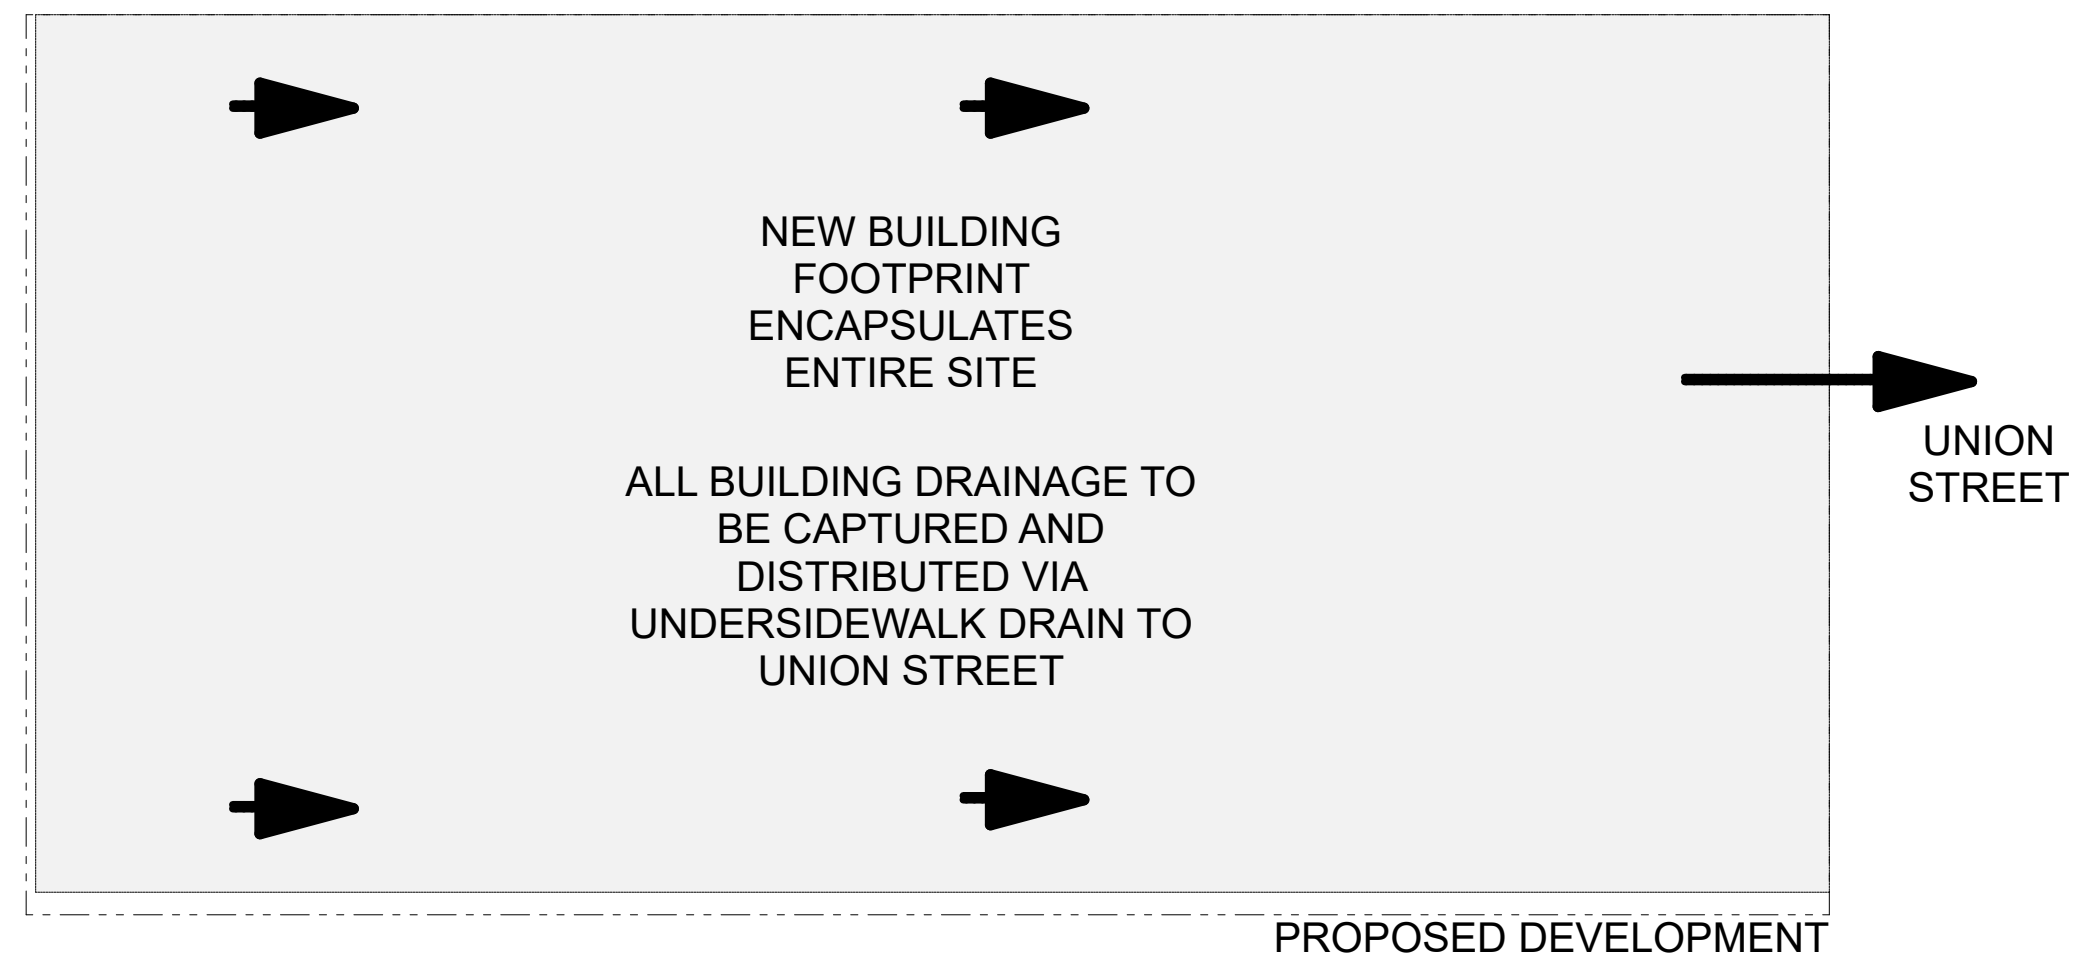 NEW BUILDING
FOOTPRINT
ENCAPSULATES
ENTIRE SITE
ALL BUILDING DRAINAGE TO
BE CAPTURED AND
DISTRIBUTED VIA
UNDERSIDEWALK DRAIN TO
UNION STREET
UNION
STREET
PROPOSED DEVELOPMENT